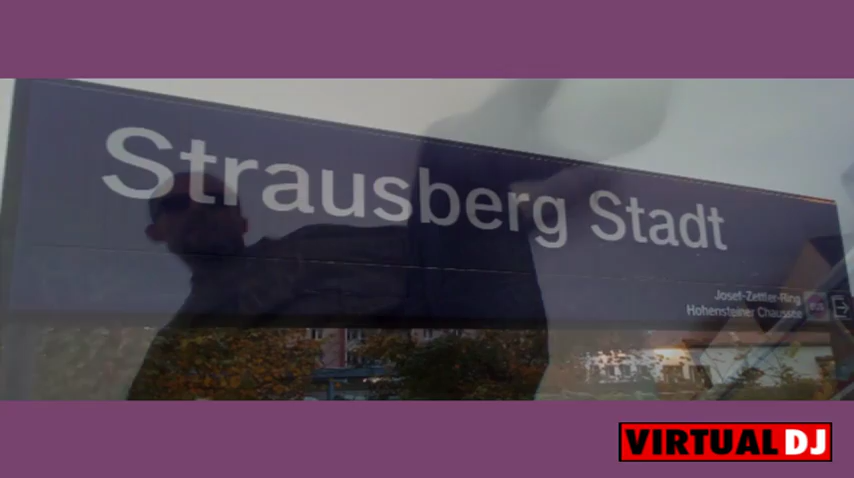 Strausberg Stadt
Josef-Zettler-Ring
Hohensteiner Chaussee
VIRTUAL DJ